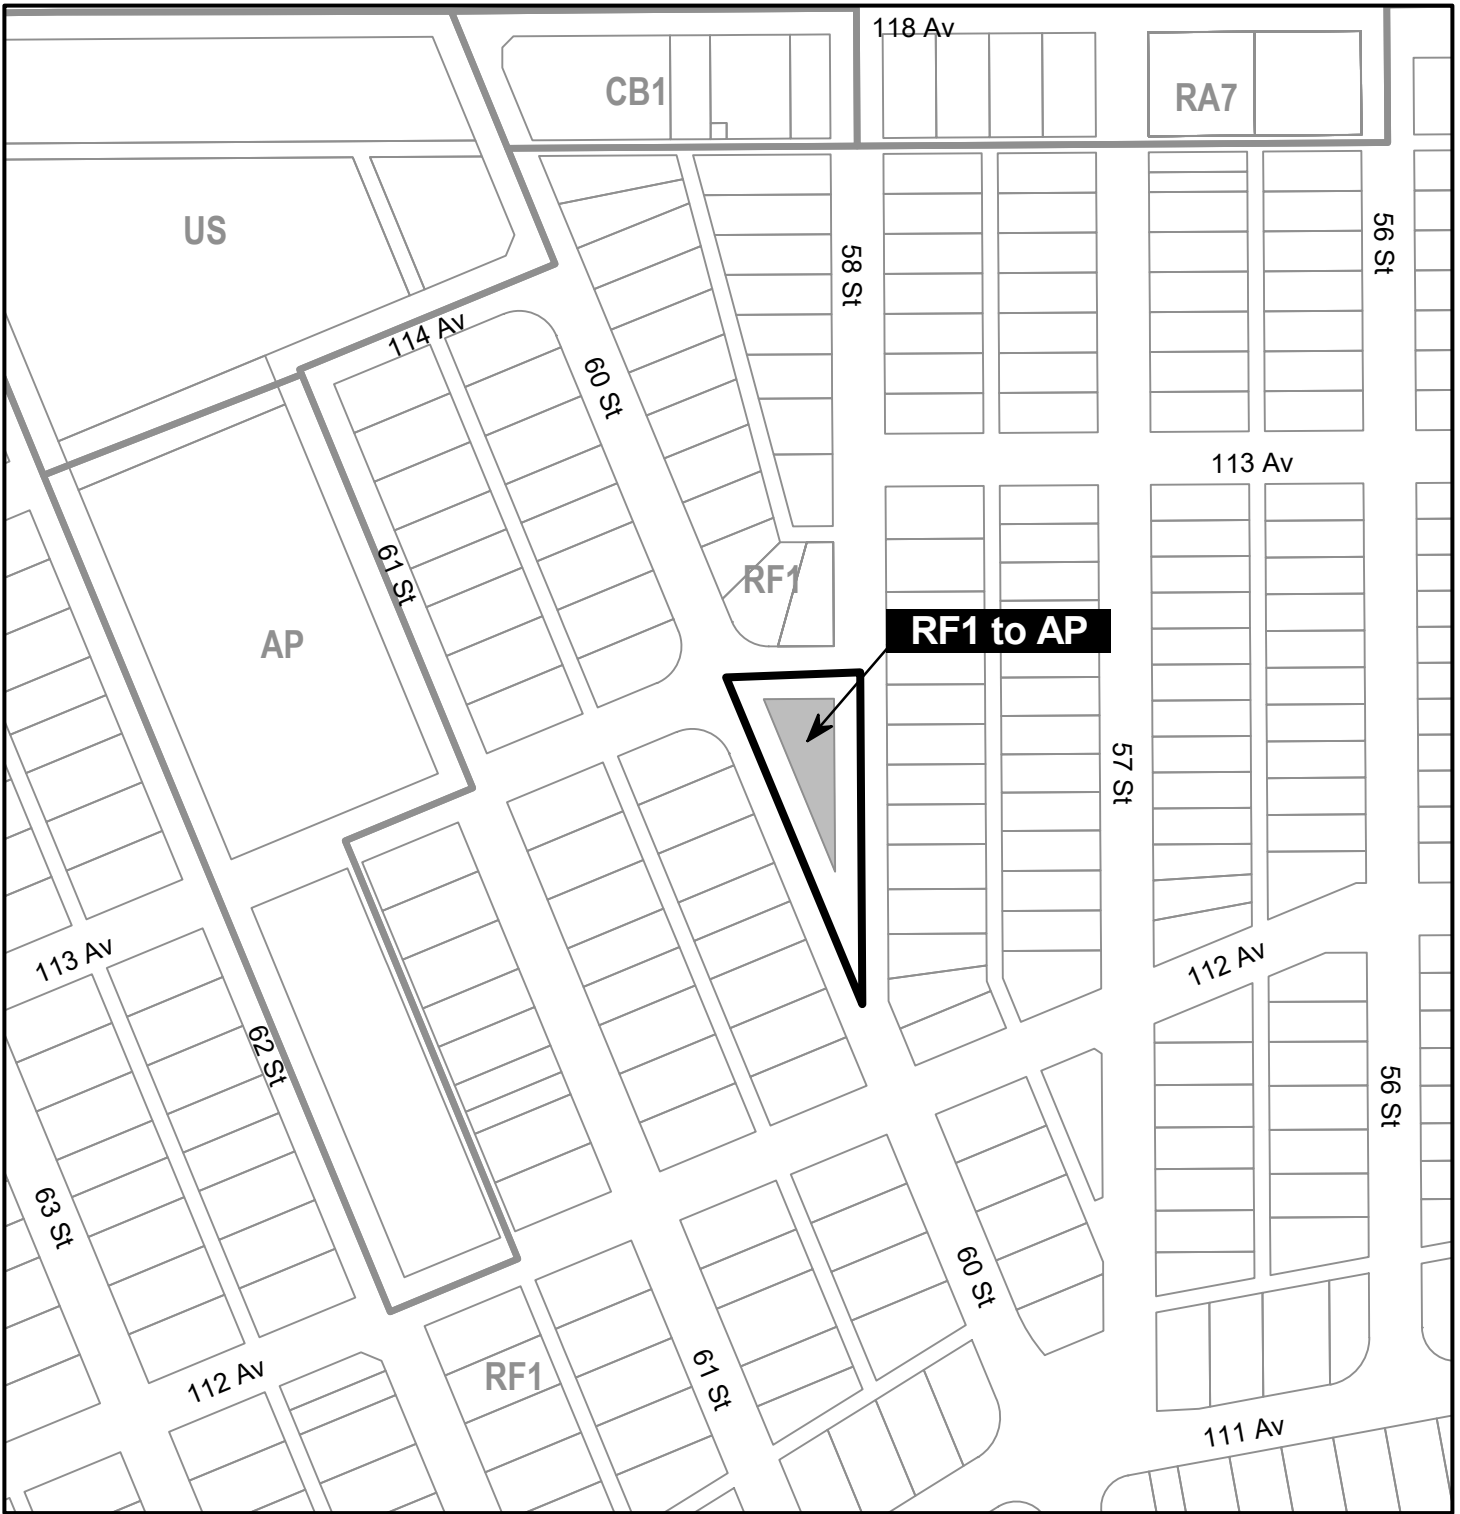 118 Av
CB1
RA7
US
58 St
56 St
114 Av
60 St
113 Av
61 St
RF1
RF1 to AP
AP
57 St
113 Av
112 Av
62 St
56 St
63 St
60 St
112 Av
RF1
61 St
111 Av